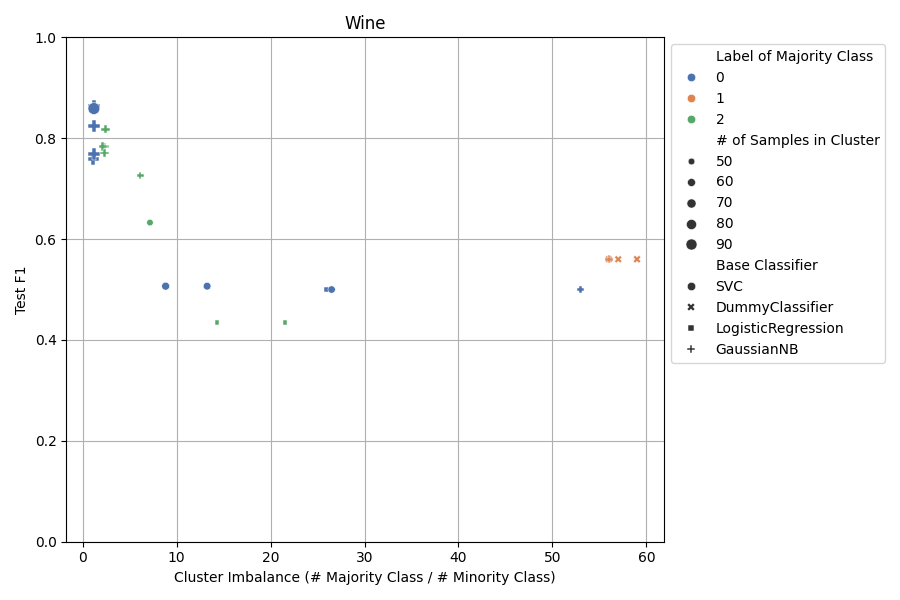 Wine
1.0
0.8
0.6
0.4
0.2
0.0
Test F1
0 10 20 30 40 50 60
Cluster Imbalance (# Majority Class / # Minority Class)
Label of Majority Class
0
1
2
# of Samples in Cluster
50
60
70
80
90
Base Classifier
SVC
DummyClassifier
LogisticRegression
GaussianNB